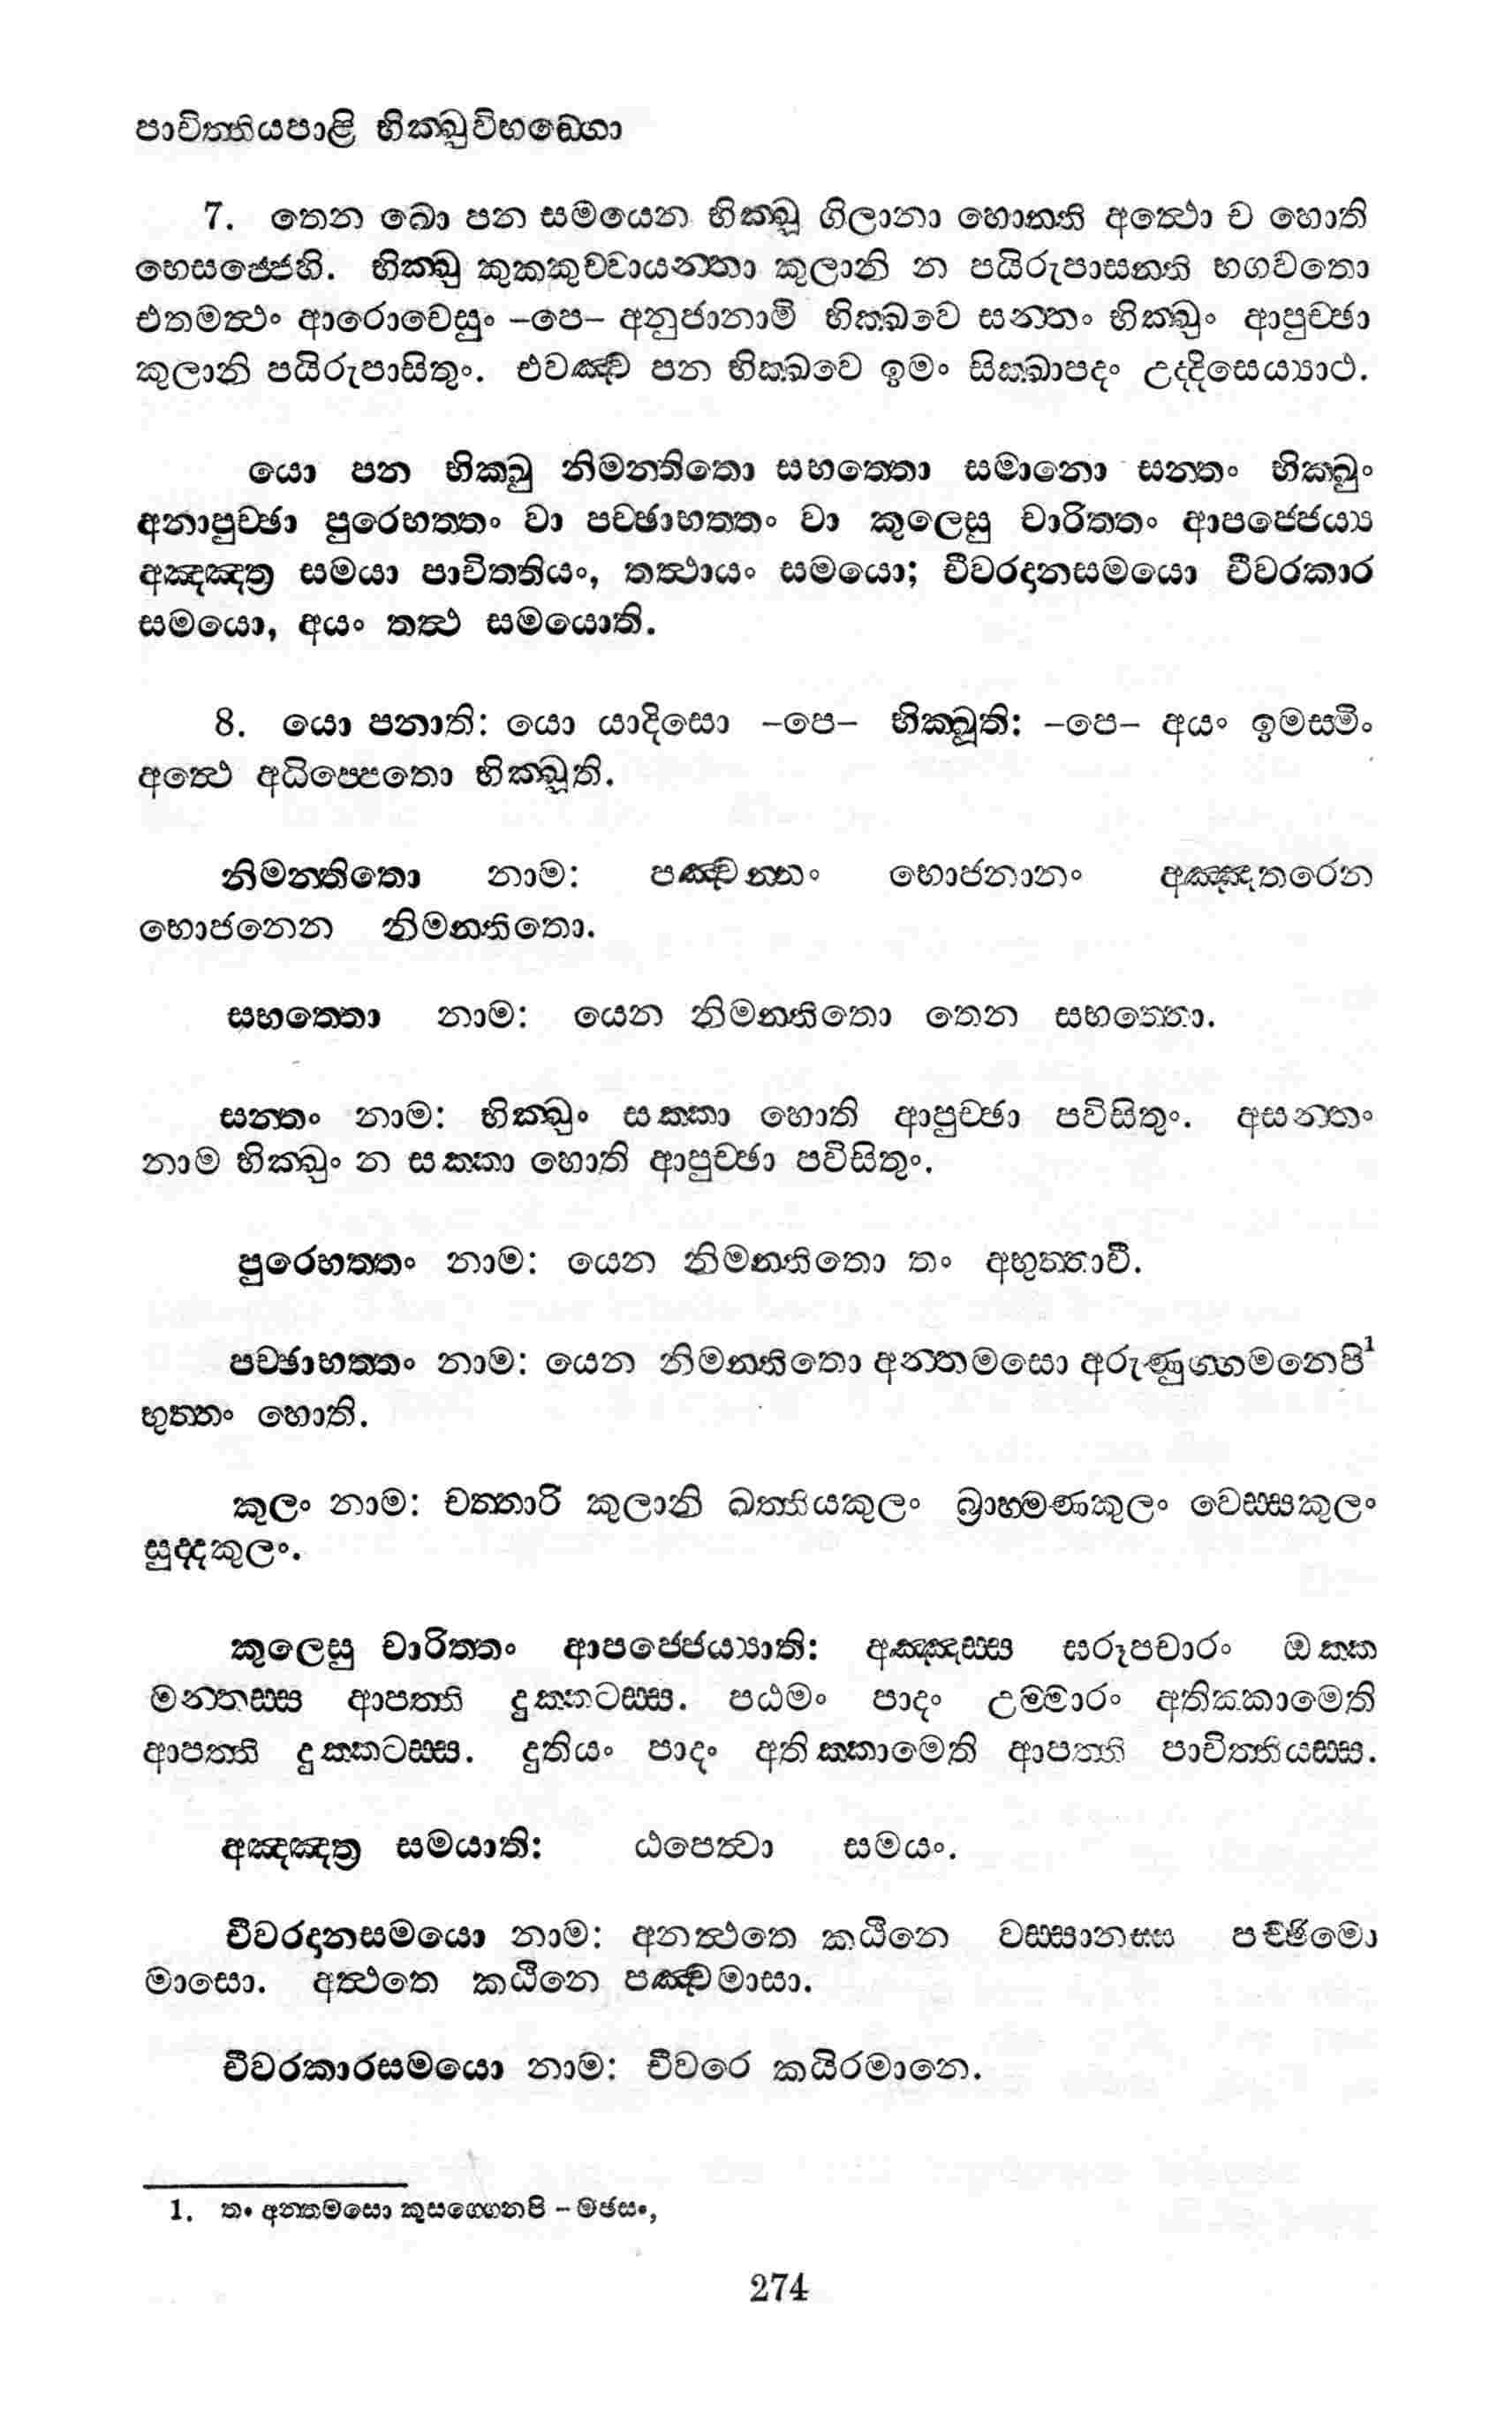 පාචිත්තියපාළි භික්ඛුවිභඞ්ගො
7. තෙන ඛො පන සමයෙන භික්ඛූ ගිලානා හොන්ති අත්ථො ච හොති
භෙසජ්ජෙහි. භික්ඛු කුක්කුච්චායන්තා කුලානි න පයිරුපාසන්ති භගවතො
එතමත්ථං ආරොචෙසුං –පෙ– අනුජානාමි භික්ඛවෙ සන්තං භික්ඛුං ආපුච්ඡා
කුලානි පයිරුපාසිතුං. එවඤ්ච පන භික්ඛවෙ ඉමං සික්ඛාපදං උද්දිසෙය්‍යාථ.
යො පන භික්ඛු නිමන්තිතො සභත්තො සමානො සන්තං භික්ඛුං
අනාපුච්ඡා පුරෙභත්තං වා පච්ඡාභත්තං වා කුලෙසු චාරිත්තං ආපජ්ජෙය්‍ය
අඤ්ඤත්‍ර සමයා පාචිත්තියං, තත්ථායං සමයො; චීවරදානසමයො චීවරකාර
සමයො, අයං තත්ථ සමයොති.
8. යො පනාති: යො යාදිසො –පෙ– භික්ඛූති: –පෙ– අයං ඉමස්මිං
අත්ථෙ අධිප්පෙතො භික්ඛූති.
නිමන්තිතො නාම: පඤ්චන්නං භොජනානං අඤ්ඤතරෙන
භොජනෙන නිමන්තිතො.
සභත්තො නාම: යෙන නිමන්තිතො තෙන සභත්තො.
සන්තං නාම: භික්ඛුං සක්කා හොති ආපුච්ඡා පවිසිතුං. අසන්තං
නාම භික්ඛුං න සක්කා හොති ආපුච්ඡා පවිසිතුං.
පුරෙභත්තං නාම: යෙන නිමන්තිතො තං අභුත්තාවී.
පච්ඡාභත්තං නාම: යෙන නිමන්තිතො අන්තමසො අරුණුග්ගමනෙපි1
භුත්තං හොති.
කුලං නාම: චත්තාරි කුලානි ඛත්තියකුලං බ්‍රාහ්මණකුලං වෙස්සකුලං
සුද්දකුලං.
කුලෙසු චාරිත්තං ආපජ්ජෙය්‍යාති: අඤ්ඤස්ස ඝරූපචාරං ඔක්ක
මන්තස්ස ආපත්ති දුක්කටස්ස. පඨමං පාදං උම්මාරං අතික්කාමෙති
ආපත්ති දුක්කටස්ස. දුතියං පාදං අතික්කාමෙති ආපත්ති පාචිත්තියස්ස.
අඤ්ඤත්‍ර සමයාති: ඨපෙත්වා සමයං.
චීවරදානසමයො නාම: අනත්ථතෙ කඨිනෙ වස්සානස්ස පච්ඡිමො
මාසො. අත්ථතෙ කඨිනෙ පඤ්චමාසා.
චීවරකාරසමයො නාම: චීවරෙ කයිරමානෙ.
1. තං අන්තමසො කුසග්ගෙනපි – මඡසං,
274